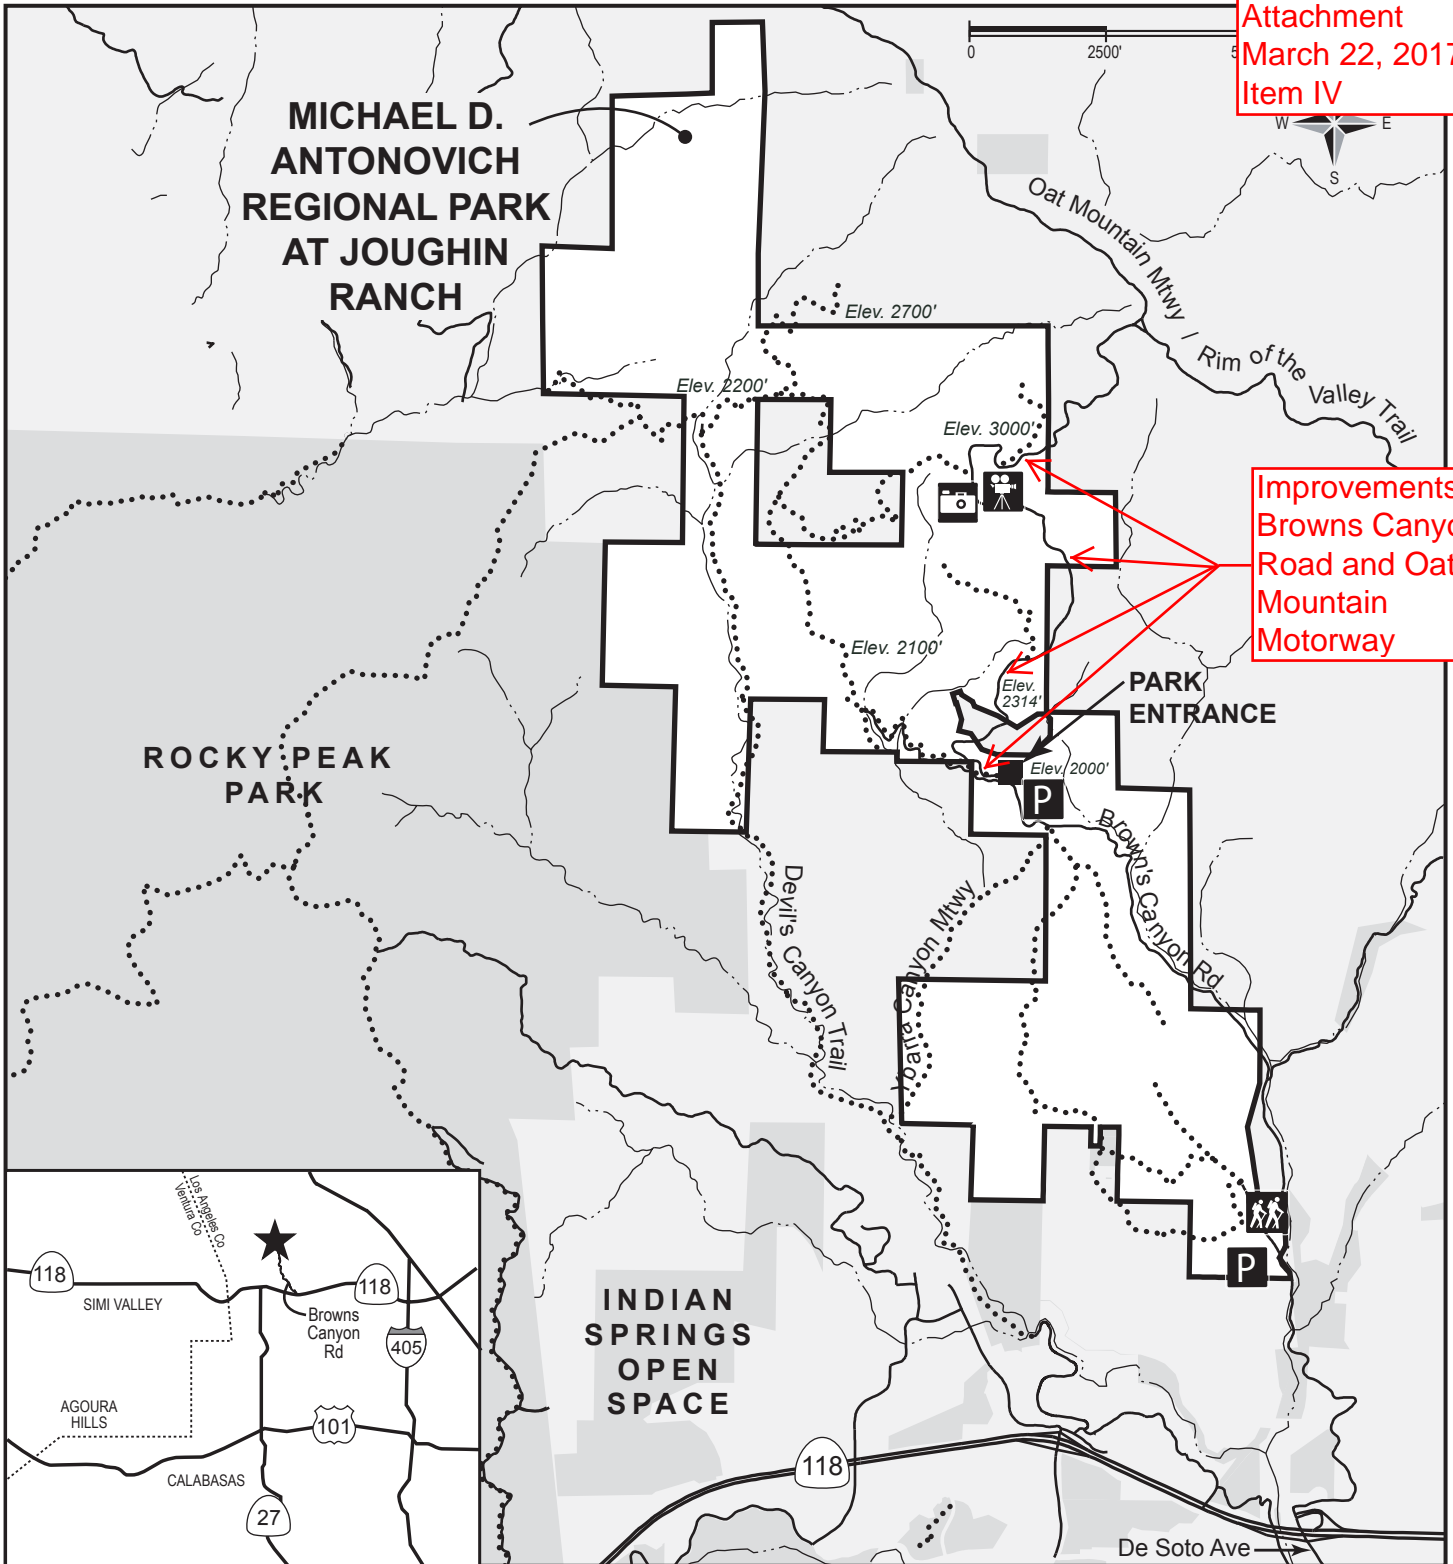 Attachment
March 22, 2017
Item IV
0
2500'
5
W
E
S
MICHAEL D.
ANTONOVICH
REGIONAL PARK
AT JOUGHIN
RANCH
Oat Mountain Mtwy / Rim of the Valley Trail
Elev. 2700'
Elev. 2200'
Elev. 3000'
Improvements
Browns Canyo
Road and Oat
Mountain
Motorway
Elev. 2100'
Elev.
2314'
PARK
ENTRANCE
Elev. 2000'
P
ROCKY PEAK
PARK
Brown's Canyon Rd
Devil's Canyon Trail
Ybarra Canyon Mtwy
P
INDIAN
SPRINGS
OPEN
SPACE
118
De Soto Ave
Los Angeles Co
Ventura Co
118
SIMI VALLEY
118
Browns
Canyon
Rd
405
AGOURA
HILLS
101
CALABASAS
27